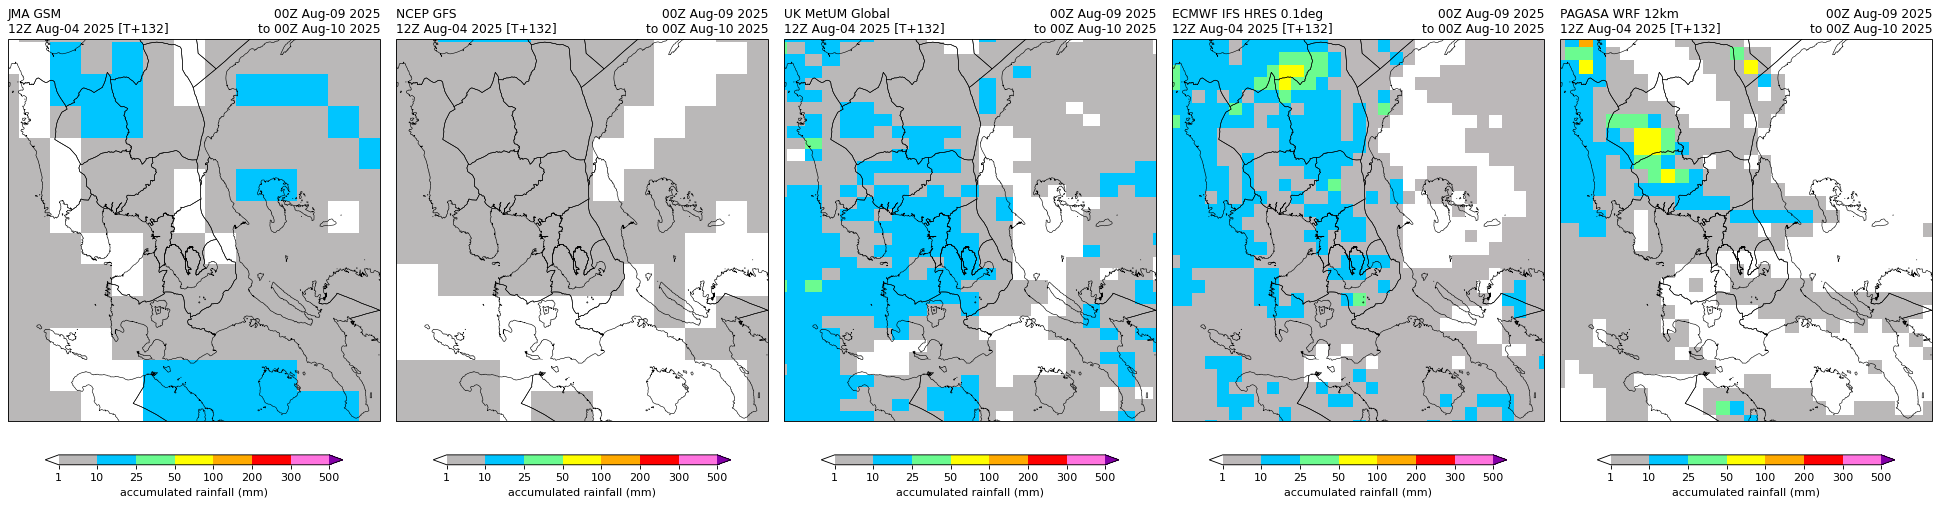 JMA GSM 00Z Aug-09 2025
12Z Aug-04 2025 [T+132] to 00Z Aug-10 2025
NCEP GFS 00Z Aug-09 2025
12Z Aug-04 2025 [T+132] to 00Z Aug-10 2025
UK MetUM Global 00Z Aug-09 2025
12Z Aug-04 2025 [T+132] to 00Z Aug-10 2025
ECMWF IFS HRES 0.1deg 00Z Aug-09 2025
12Z Aug-04 2025 [T+132] to 00Z Aug-10 2025
PAGASA WRF 12km 00Z Aug-09 2025
12Z Aug-04 2025 [T+132] to 00Z Aug-10 2025
1 10 25 50 100 200 300 500
accumulated rainfall (mm)
1 10 25 50 100 200 300 500
accumulated rainfall (mm)
1 10 25 50 100 200 300 500
accumulated rainfall (mm)
1 10 25 50 100 200 300 500
accumulated rainfall (mm)
1 10 25 50 100 200 300 500
accumulated rainfall (mm)